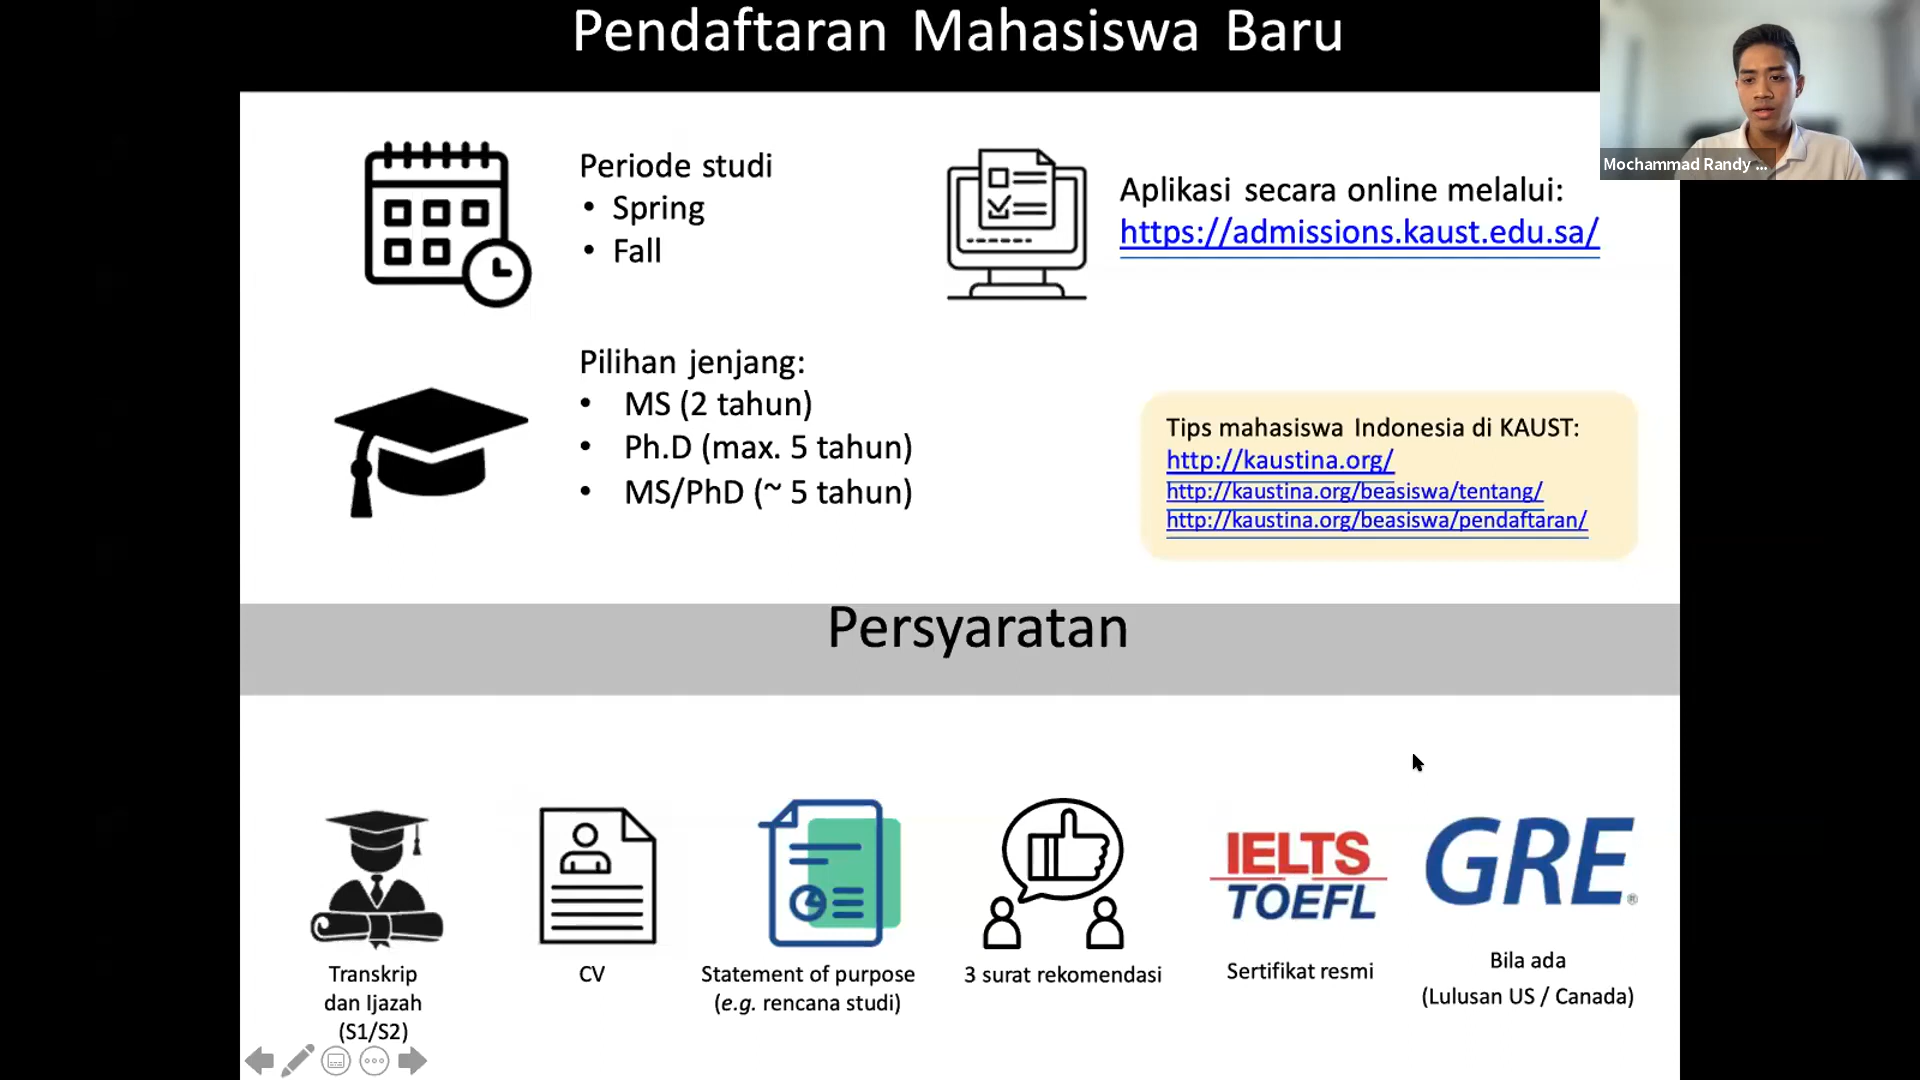 Pendaftaran Mahasiswa Baru
Mochammad Randy ...
Periode studi
• Spring
• Fall
Aplikasi secara online melalui:
https://admissions.kaust.edu.sa/
Pilihan jenjang:
• MS (2 tahun)
• Ph.D (max. 5 tahun)
• MS/PhD (~ 5 tahun)
Tips mahasiswa Indonesia di KAUST:
http://kaustina.org/
http://kaustina.org/beasiswa/tentang/
http://kaustina.org/beasiswa/pendaftaran/
Persyaratan
Transkrip
dan Ijazah
(S1/S2)
CV
Statement of purpose
(e.g. rencana studi)
3 surat rekomendasi
IELTS
TOEFL
Sertifikat resmi
GRE®
Bila ada
(Lulusan US / Canada)